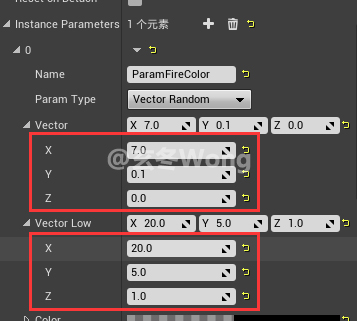 Reset on Detach
Instance Parameters 1 个元素
0
Name ParamFireColor
Param Type Vector Random
Vector X 7.0 Y 0.1 Z 0.0
X 7.0
Y 0.1
Z 0.0
Vector Low X 20.0 Y 5.0 Z 1.0
X 20.0
Y 5.0
Z 1.0
Color